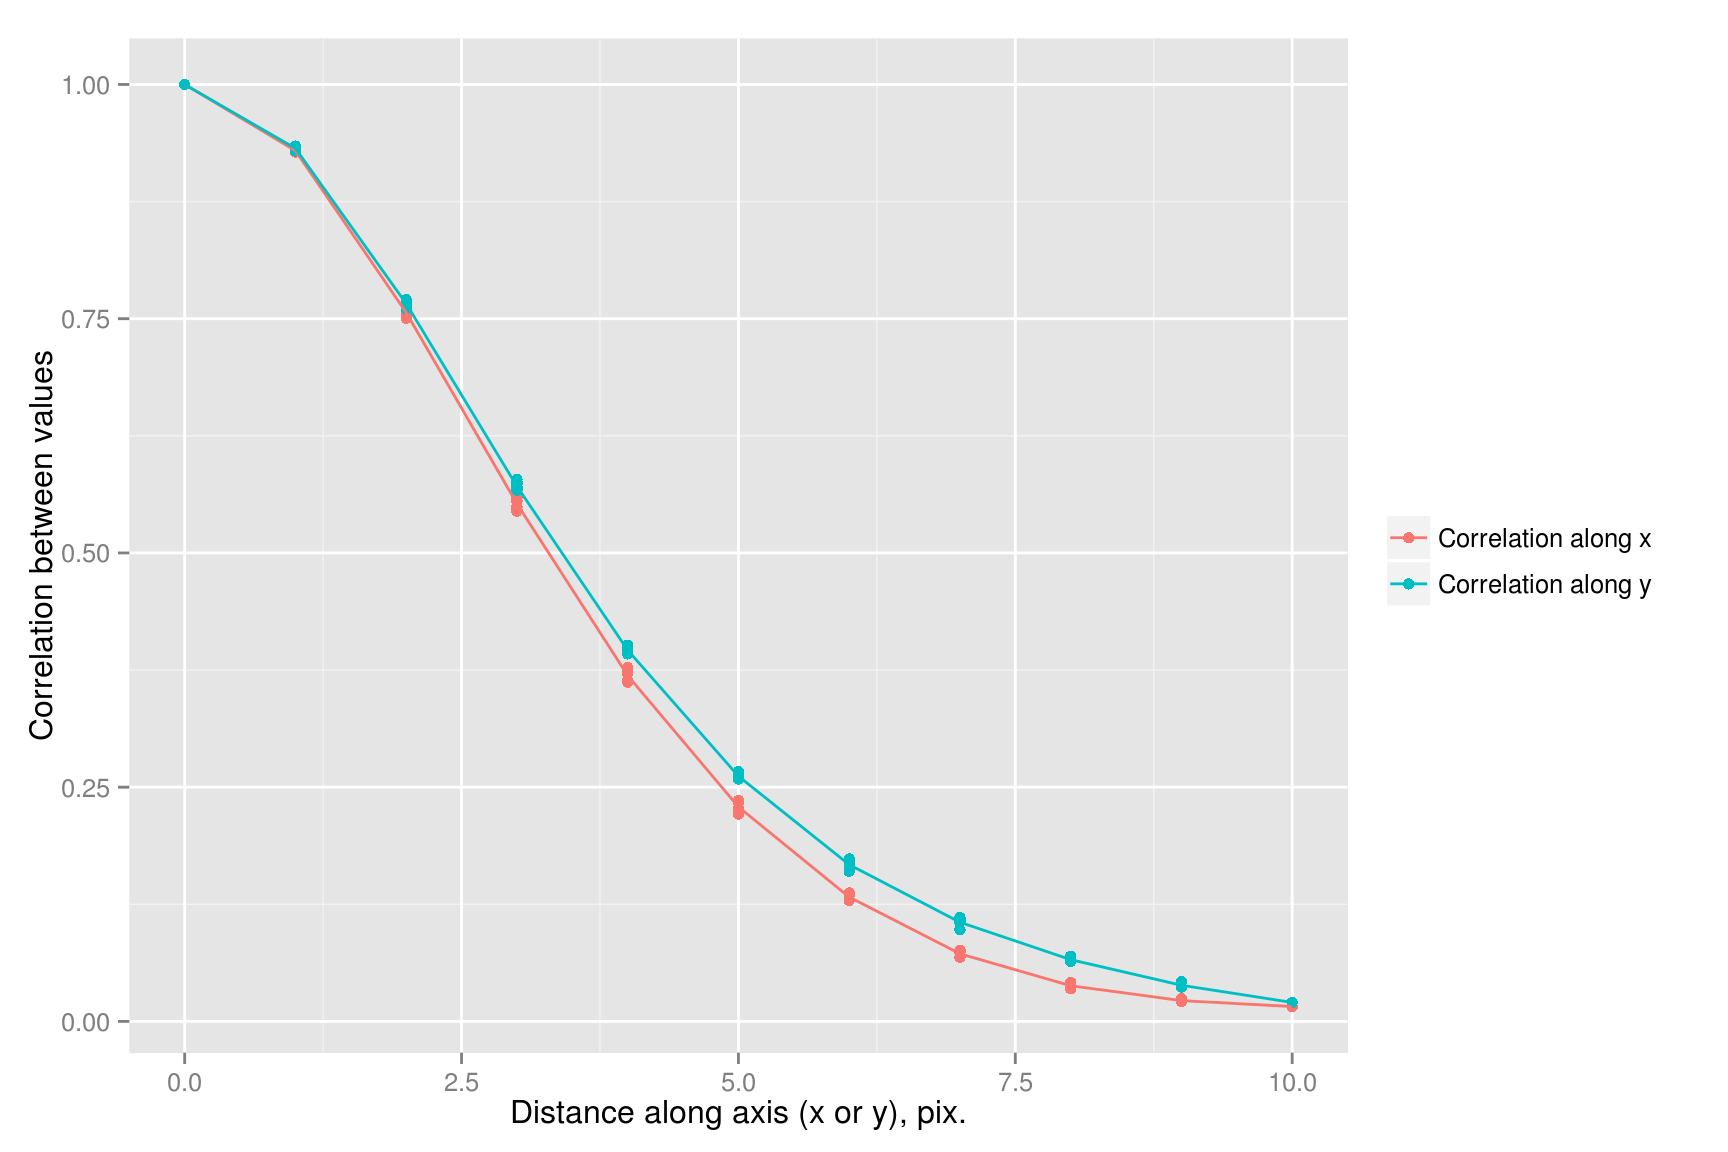 1.00
0.75
0.50
0.25
0.00
Correlation between values
0.0 2.5 5.0 7.5 10.0
Distance along axis (x or y), pix.
Correlation along x
Correlation along y